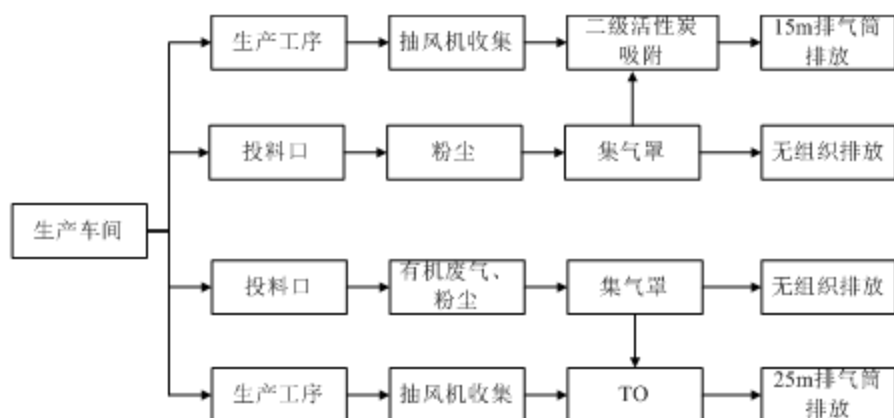 生产工序
抽风机收集
二级活性炭
吸附
15m排气筒
排放
投料口
粉尘
集气罩
无组织排放
生产车间
投料口
有机废气、
粉尘
集气罩
无组织排放
生产工序
抽风机收集
TO
25m排气筒
排放